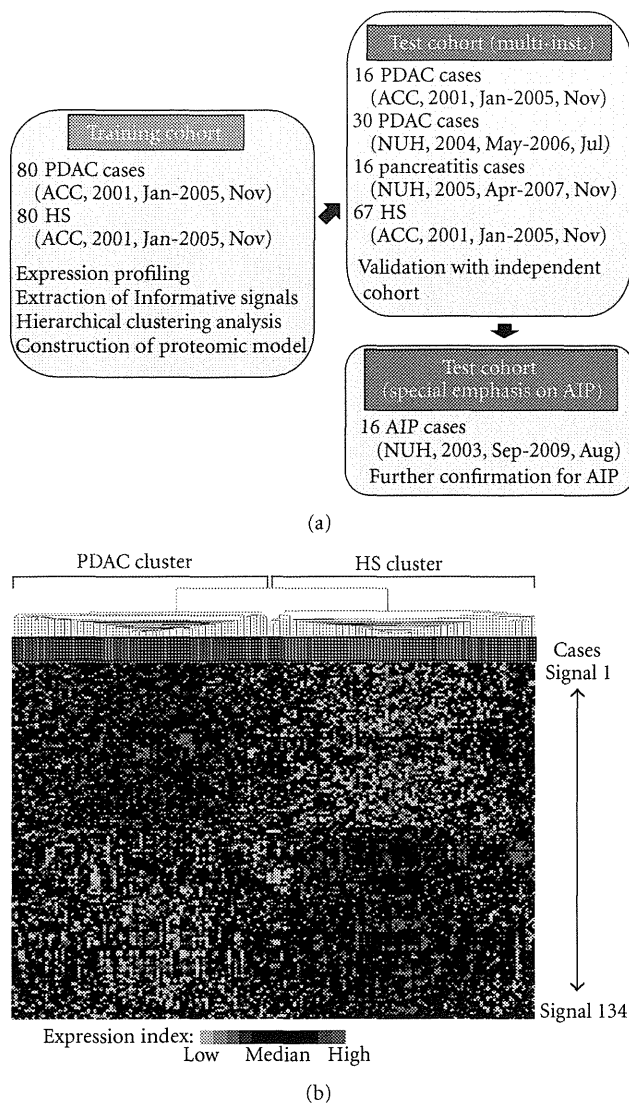 Training cohort
80 PDAC cases
(ACC, 2001, Jan-2005, Nov)
80 HS
(ACC, 2001, Jan-2005, Nov)
Expression profiling
Extraction of Informative signals
Hierarchical clustering analysis
Construction of proteomic model
Test cohort (multi-inst.)
16 PDAC cases
(ACC, 2001, Jan-2005, Nov)
30 PDAC cases
(NUH, 2004, May-2006, Jul)
16 pancreatitis cases
(NUH, 2005, Apr-2007, Nov)
67 HS
(ACC, 2001, Jan-2005, Nov)
Validation with independent
cohort
Test cohort
(special emphasis on AIP)
16 AIP cases
(NUH, 2003, Sep-2009, Aug)
Further confirmation for AIP
(a)
PDAC cluster
HS cluster
Cases
Signal 1
Signal 134
Expression index:
Low Median High
(b)